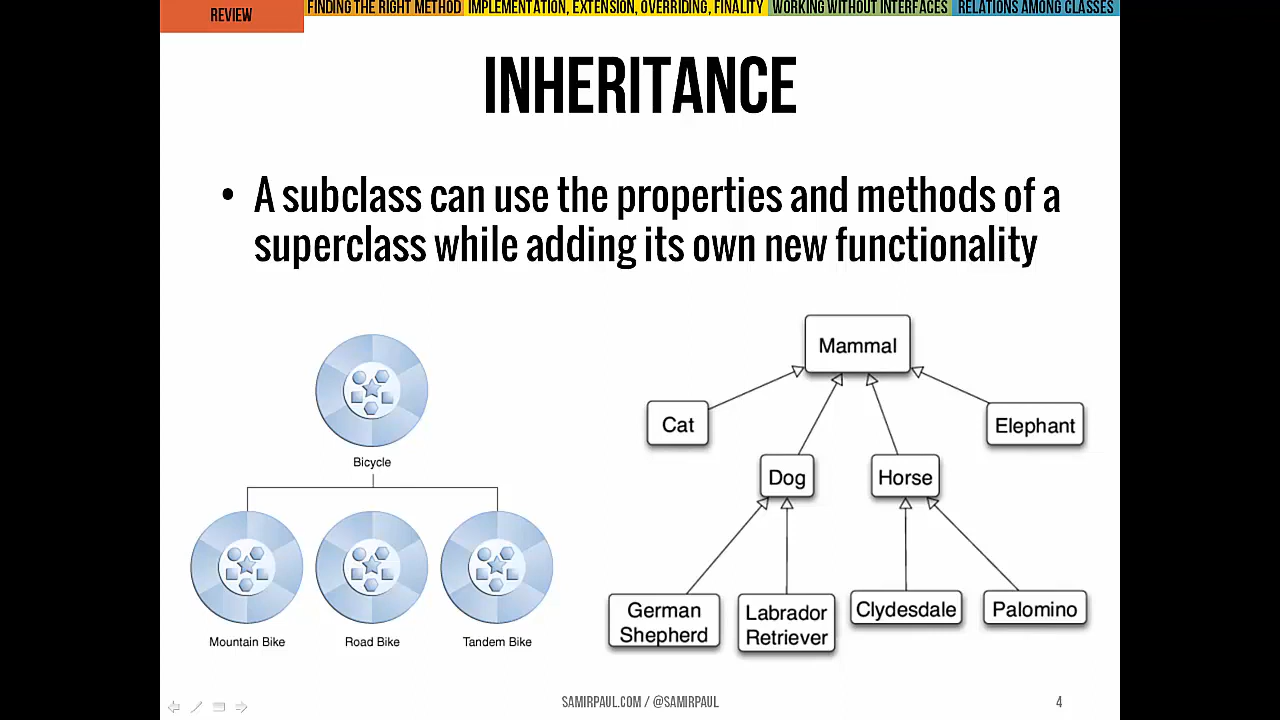 REVIEW
FINDING THE RIGHT METHOD
IMPLEMENTATION, EXTENSION, OVERRIDING, FINALITY
WORKING WITHOUT INTERFACES
RELATIONS AMONG CLASSES
INHERITANCE
• A subclass can use the properties and methods of a
superclass while adding its own new functionality
Bicycle
Mountain Bike
Road Bike
Tandem Bike
Mammal
Cat
Elephant
Dog
Horse
German
Shepherd
Labrador
Retriever
Clydesdale
Palomino
SAMIRPAUL.COM / @SAMIRPAUL
4